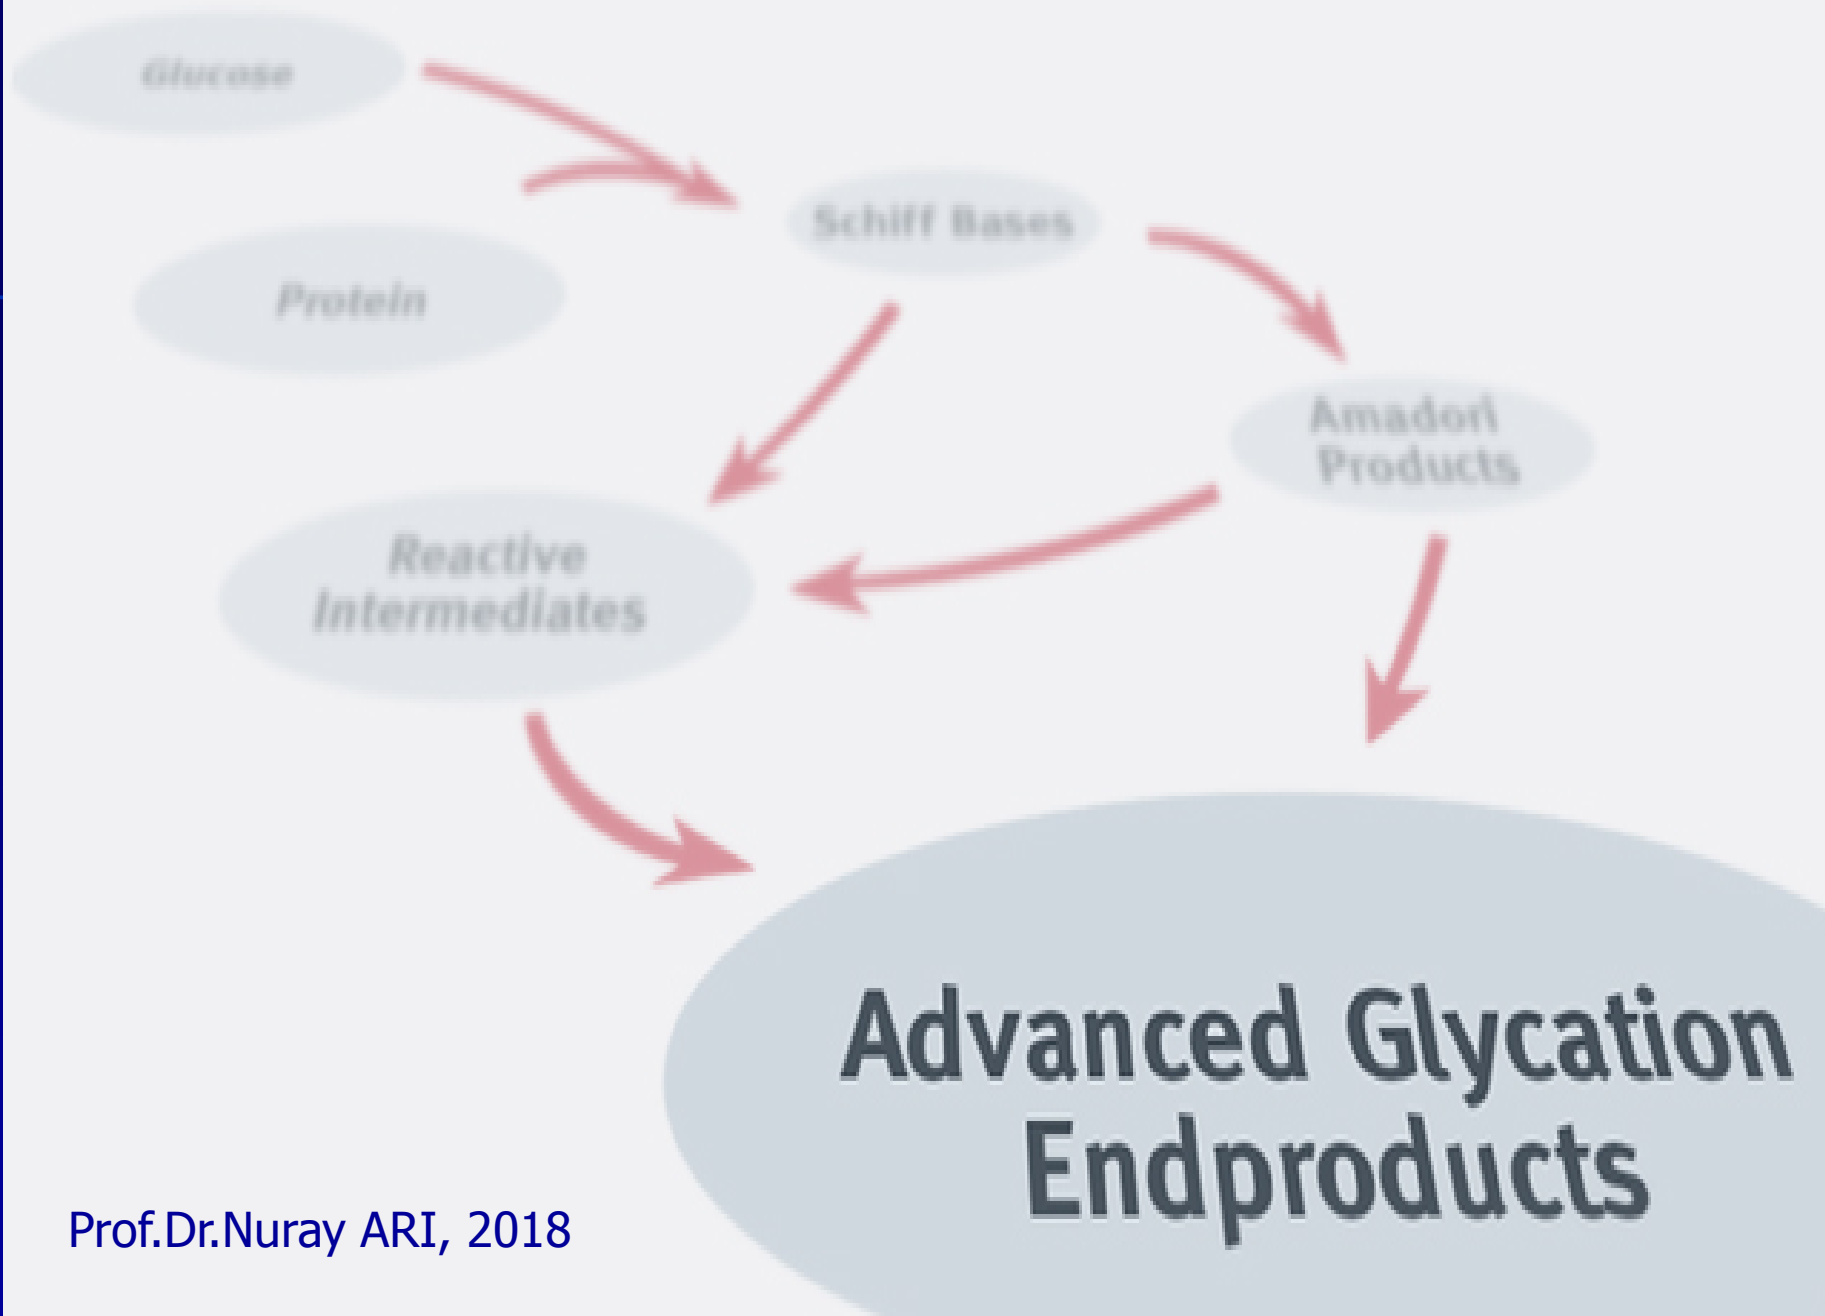 Glucose
Protein
Schiff Bases
Amadori
Products
Reactive
Intermediates
Advanced Glycation
Endproducts
Prof.Dr.Nuray ARI, 2018